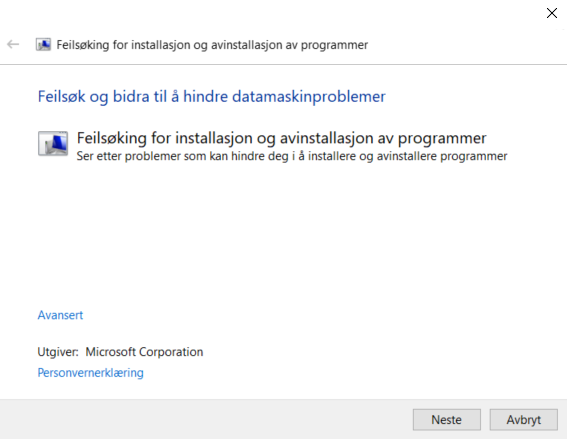 Feilsøking for installasjon og avinstallasjon av programmer
Feilsøk og bidra til å hindre datamaskinproblemer
Feilsøking for installasjon og avinstallasjon av programmer
Ser etter problemer som kan hindre deg i å installere og avinstallere programmer
Avansert
Utgiver: Microsoft Corporation
Personvernerklæring
Neste
Avbryt